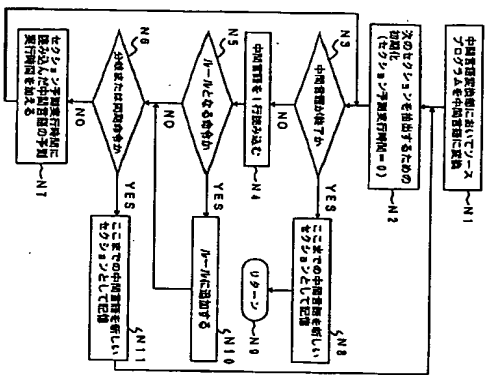 中間言語変換部においてソース
プログラムを中間言語に変換
N1
次のセクションを抽出するための
初期化
(セクション予測実行時間=0)
N2
中間言語が終了か
N3
YES
NO
ここまでの中間言語を新しい
セクションとして記憶
N8
リターン
N9
中間言語を1行読み込む
N4
ルールとなる命令か
N5
YES
NO
ルールに追加する
N10
分岐または同期命令か
N6
YES
NO
ここまでの中間言語を新しい
セクションとして記憶
N11
セクション予測実行時間に
読み込んだ中間言語の予測
実行時間を加える
N7